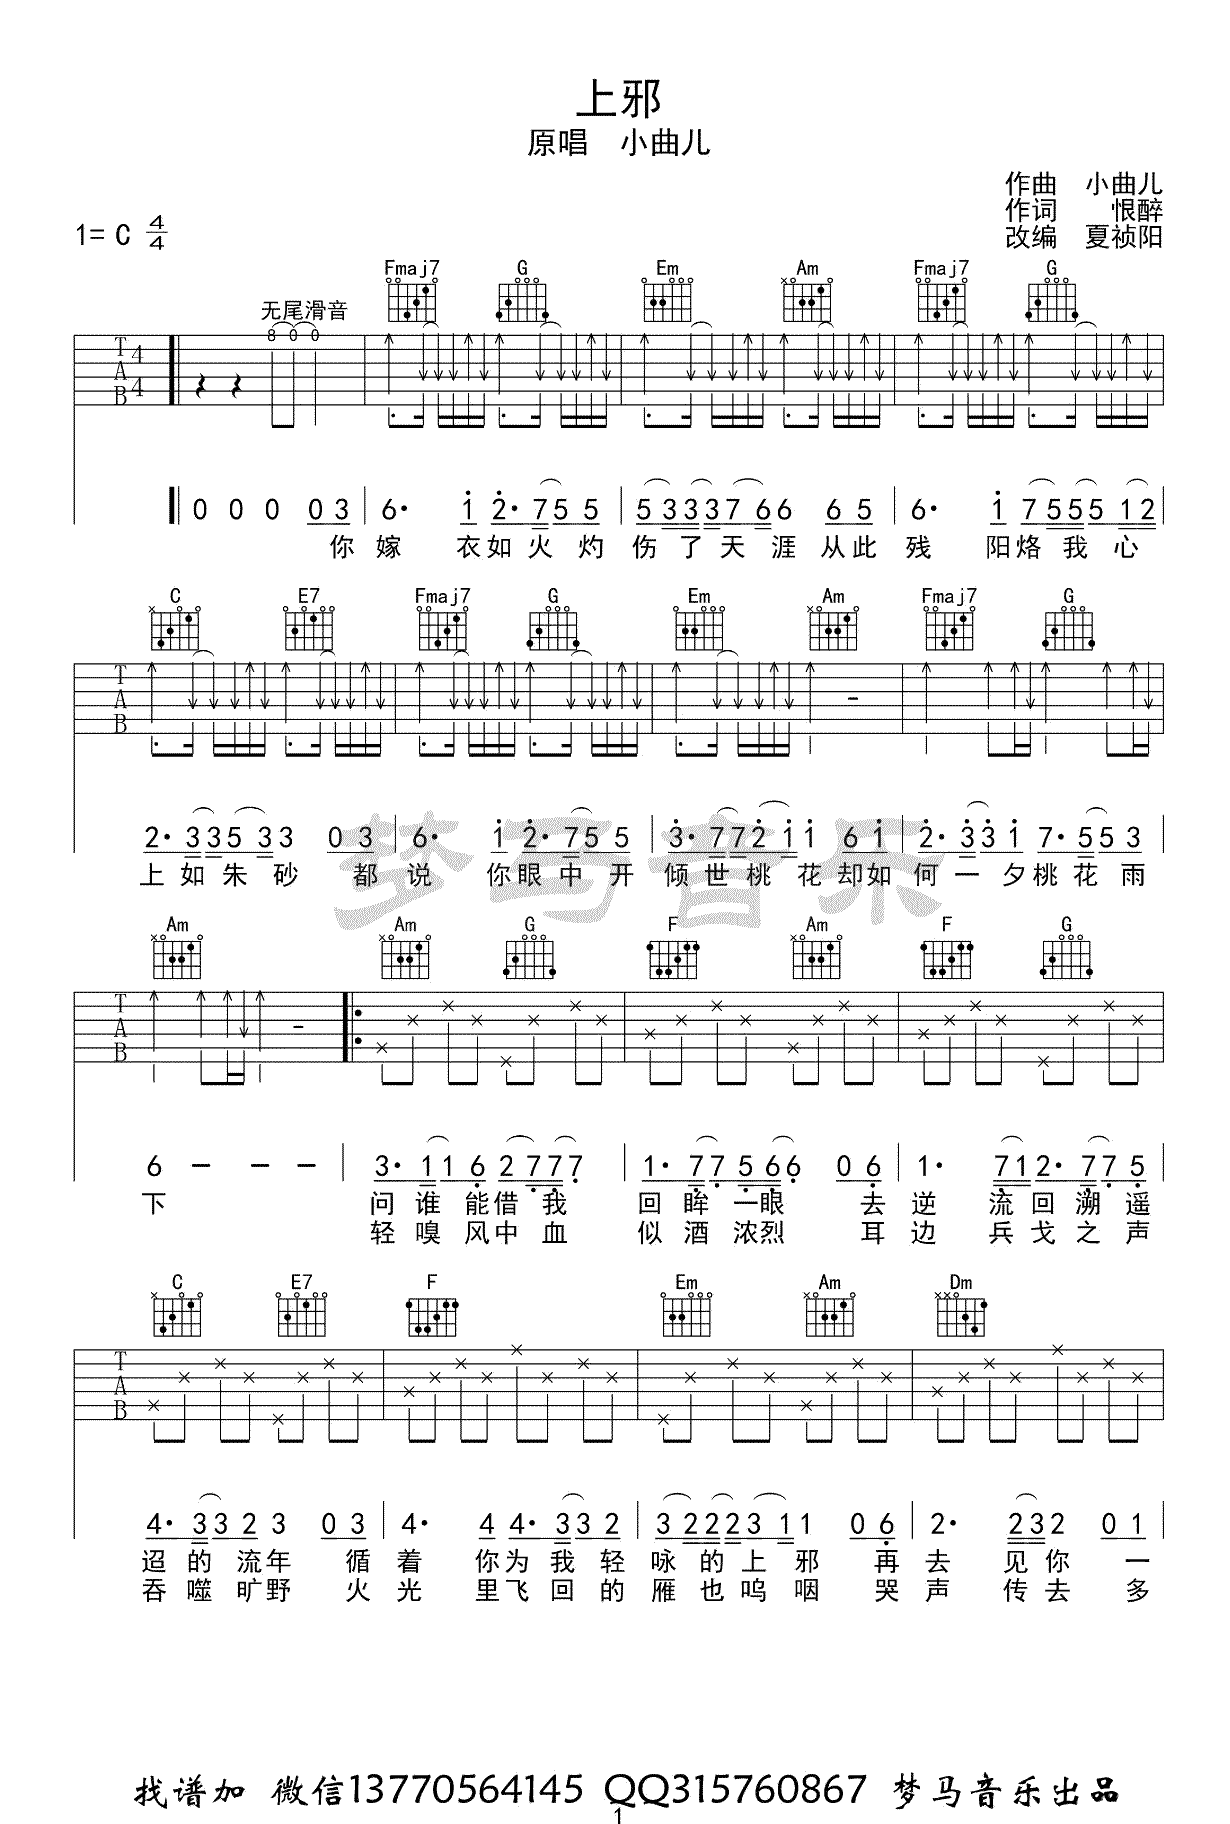 上邪
原唱 小曲儿
作曲 小曲儿
作词 恨醉
改编 夏祯阳
1= C 4/4
Fmaj7 G Em Am Fmaj7 G
无尾滑音
8 0 0
T A B 4 4
0 0 0 0 3 6· 1 2· 7 5 5 5 3 3 3 7 6 6 6 5 6· 1 7 5 5 5 1 2
你 嫁 衣 如 火 灼 伤 了 天 涯 从 此 残 阳 烙 我 心
C E7 Fmaj7 G Em Am Fmaj7 G
T A B
2· 3 3 5 3 3 0 3 6· 1 2· 7 5 5 3· 7 7 2 1 1 6 1 2· 3 3 1 7· 5 5 3
上 如 朱 砂 都 说 你 眼 中 开 倾 世 桃 花 却 如 何 一 夕 桃 花 雨
梦马音乐
Am Am G F Am F G
T A B
6 - - - 3· 1 1 6 2 7 7 7 1· 7 7 5 6 6 0 6 1· 7 1 2· 7 7 5
下 问 谁 能 借 我 回 眸 一 眼 去 逆 流 回 溯 遥
轻 嗅 风 中 血 似 酒 浓 烈 耳 边 兵 戈 之 声
C E7 F Em Am Dm
T A B
4· 3 3 2 3 0 3 4· 4 4· 3 3 2 3 2 2 2 3 1 1 0 6 2· 2 3 2 0 1
迢 的 流 年 循 着 你 为 我 轻 咏 的 上 邪 再 去 见 你 一
吞 噬 旷 野 火 光 里 飞 回 的 雁 也 呜 咽 哭 声 传 去 多
找谱加 微信13770564145 QQ315760867 梦马音乐出品
1